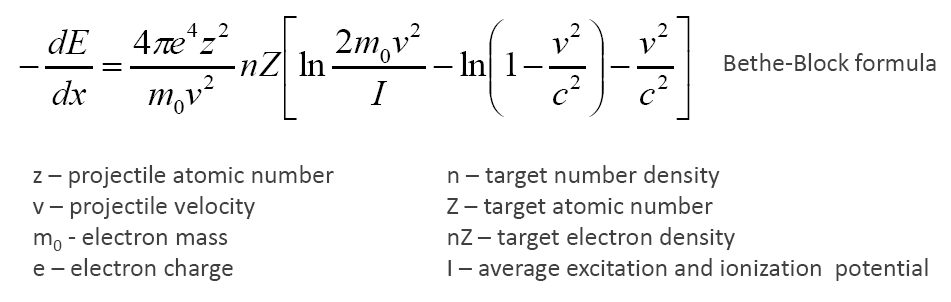 −dE/dx = 4πe⁴z²/m₀v² nZ[ln 2m₀v²/I − ln(1 − v²/c²) − v²/c²] Bethe-Block formula
z – projectile atomic number
v – projectile velocity
m₀ - electron mass
e – electron charge
n – target number density
Z – target atomic number
nZ – target electron density
I – average excitation and ionization potential